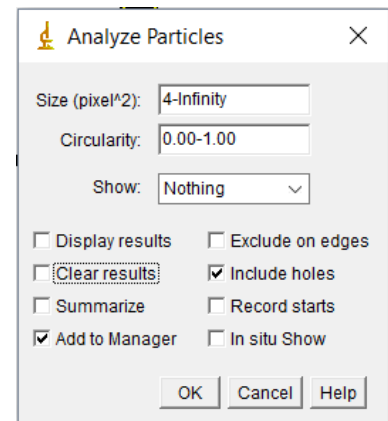 Analyze Particles
Size (pixel^2): 4-Infinity
Circularity: 0.00-1.00
Show: Nothing
Display results Exclude on edges
Clear results Include holes
Summarize Record starts
Add to Manager In situ Show
OK Cancel Help